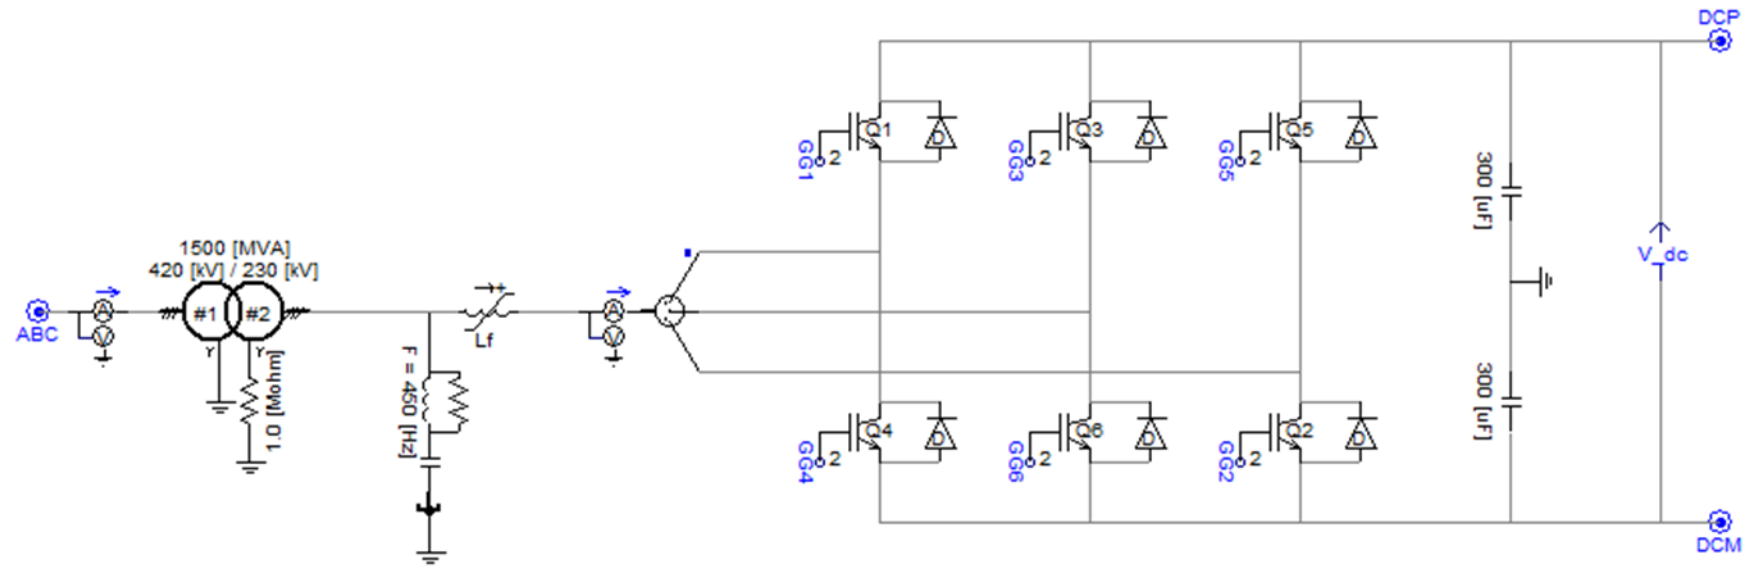 DCP
Q1
Q3
Q5
D
D
D
GG1
2
GG3
2
GG5
2
300 [uF]
1500 [MVA]
420 [kV] / 230 [kV]
V_dc
A
#1
#2
A
V
V
ABC
Lf
Y
Y
1.0 [Mohm]
F = 450 [Hz]
300 [uF]
Q4
Q6
Q2
D
D
D
GG4
2
GG6
2
GG2
2
DCM